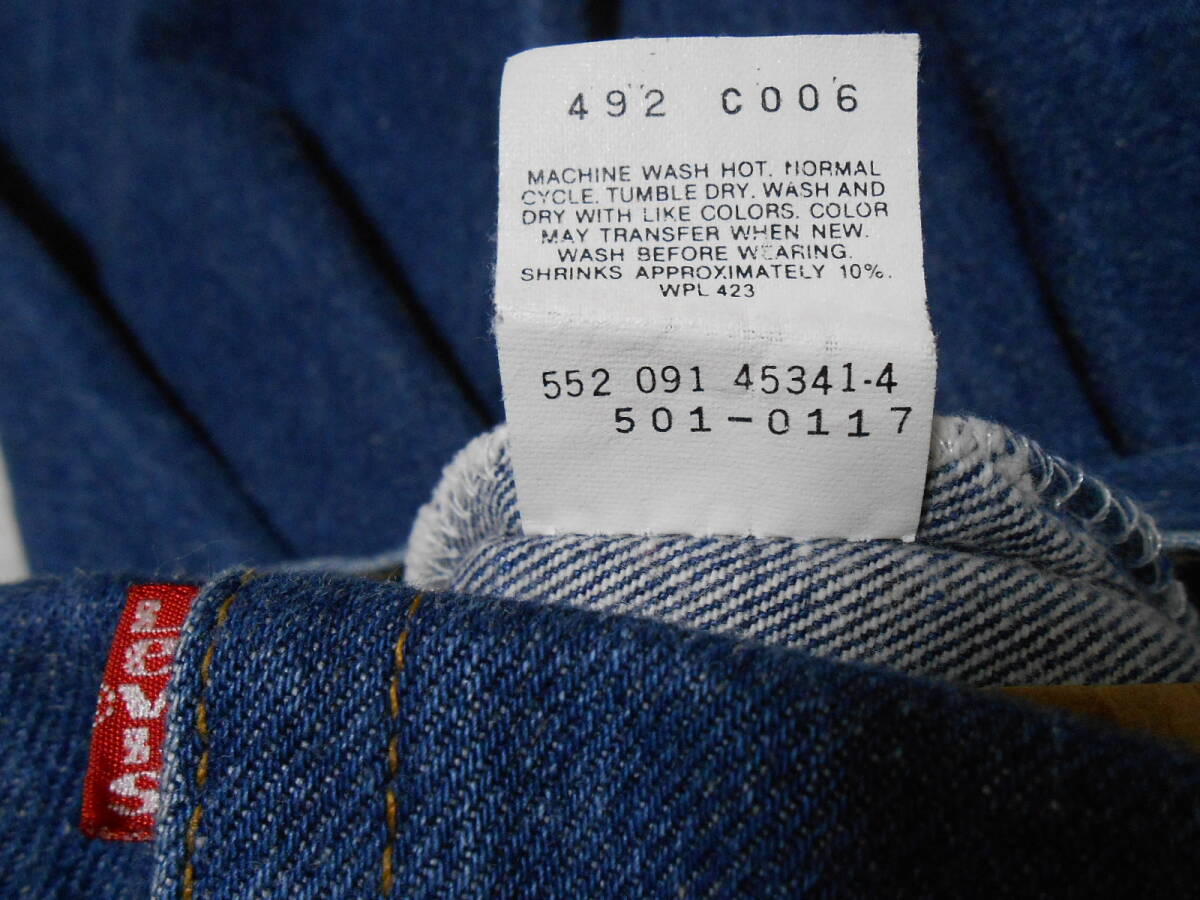 492 C006
MACHINE WASH HOT. NORMAL
CYCLE. TUMBLE DRY. WASH AND
DRY WITH LIKE COLORS. COLOR
MAY TRANSFER WHEN NEW.
WASH BEFORE WEARING.
SHRINKS APPROXIMATELY 10%.
WPL 423
552 091 45341-4
501-0117
LEVI'S